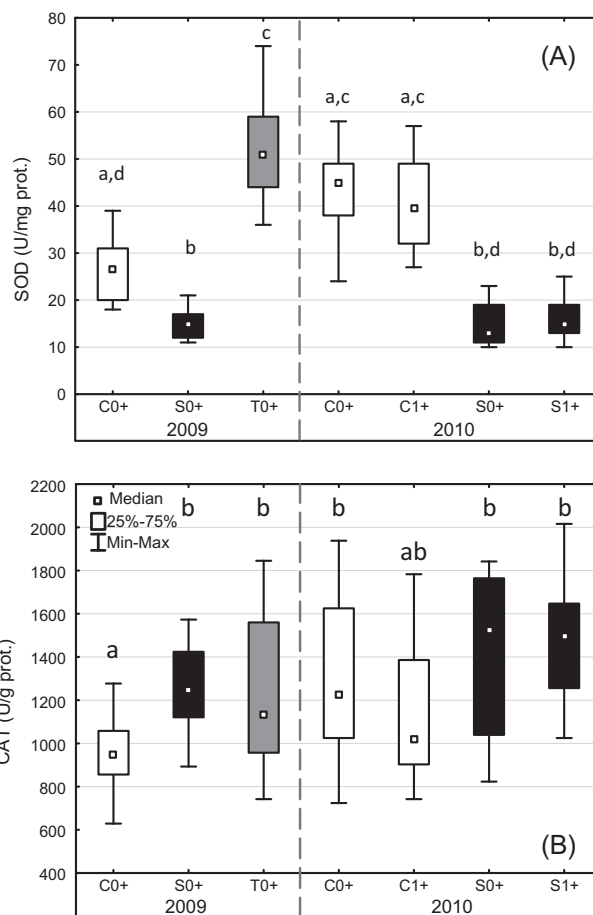 80
(A)
c
70
a,c
a,c
60
50
a,d
40
SOD (U/mg prot.)
b
b,d
b,d
30
20
10
0
C0+ S0+ T0+ C0+ C1+ S0+ S1+
2009 2010
2200
Median
b
b
b
b
b
2000
25%-75%
Min-Max
ab
1800
1600
a
1400
CAT (U/g prot.)
1200
1000
800
600
(B)
400
C0+ S0+ T0+ C0+ C1+ S0+ S1+
2009 2010